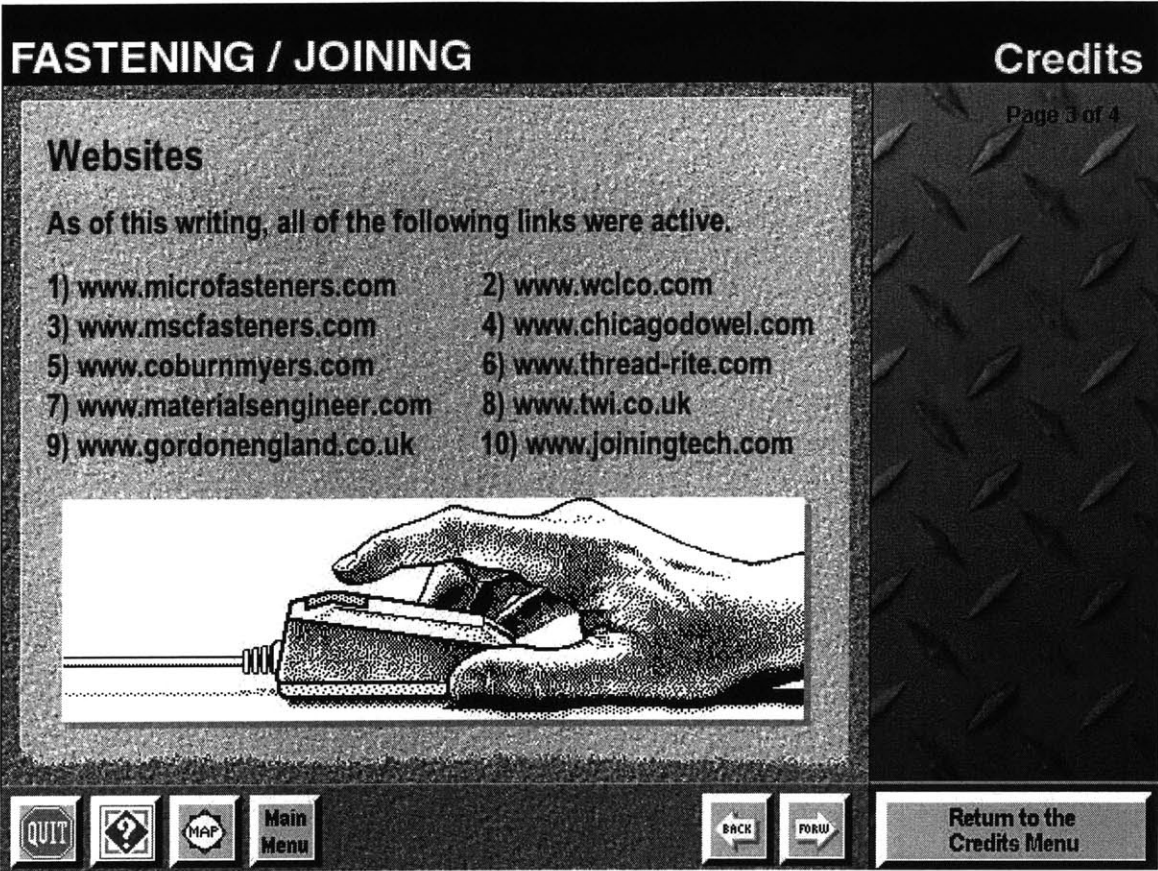 FASTENING / JOINING
Credits
Page 3 of 4
Websites
As of this writing, all of the following links were active.
1) www.microfasteners.com
2) www.wclco.com
3) www.mscfasteners.com
4) www.chicagodowel.com
5) www.coburnmyers.com
6) www.thread-rite.com
7) www.materialsengineer.com
8) www.twi.co.uk
9) www.gordonengland.co.uk
10) www.joiningtech.com
QUIT
?
MAP
Main
Menu
BACK
FORW
Return to the
Credits Menu